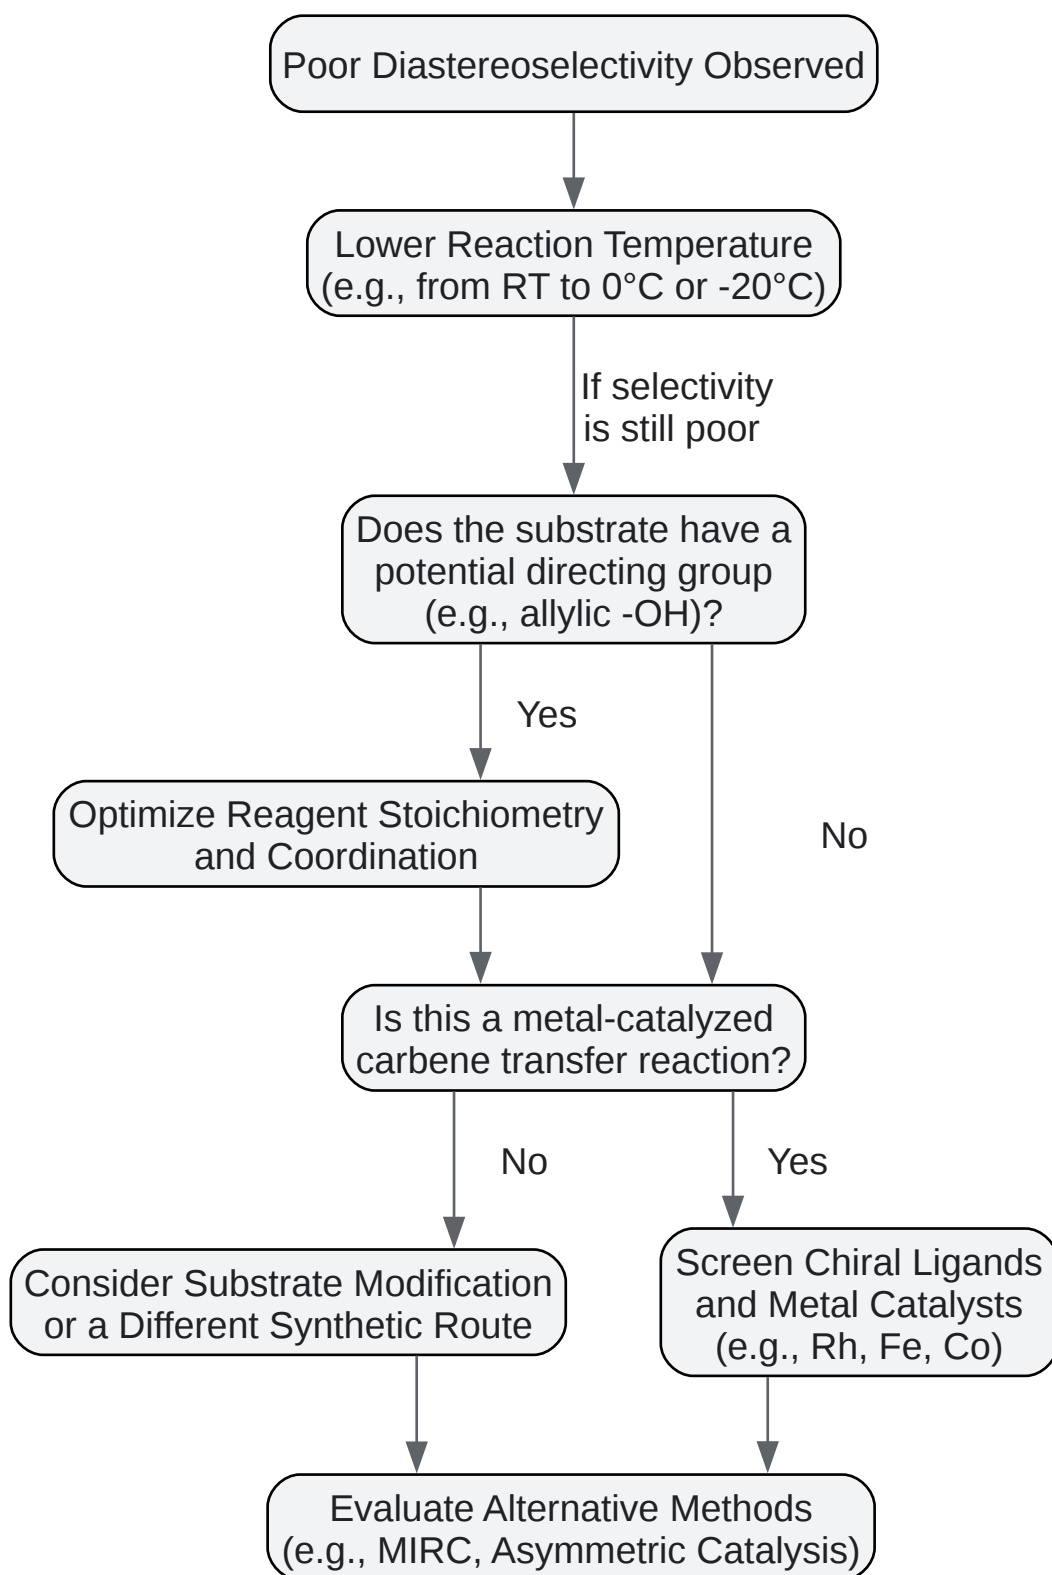 Poor Diastereoselectivity Observed
Lower Reaction Temperature
(e.g., from RT to 0°C or -20°C)
If selectivity
is still poor
Does the substrate have a
potential directing group
(e.g., allylic -OH)?
Yes
Optimize Reagent Stoichiometry
and Coordination
No
Is this a metal-catalyzed
carbene transfer reaction?
No
Yes
Consider Substrate Modification
or a Different Synthetic Route
Screen Chiral Ligands
and Metal Catalysts
(e.g., Rh, Fe, Co)
Evaluate Alternative Methods
(e.g., MIRC, Asymmetric Catalysis)